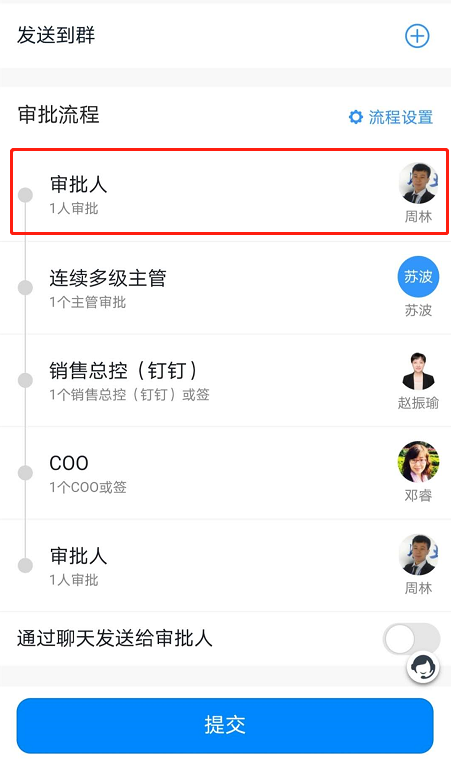 发送到群
审批流程
流程设置
审批人
1人审批
周林
连续多级主管
1个主管审批
苏波
苏波
销售总控（钉钉）
1个销售总控（钉钉）或签
赵振瑜
COO
1个COO或签
邓睿
审批人
1人审批
周林
通过聊天发送给审批人
提交